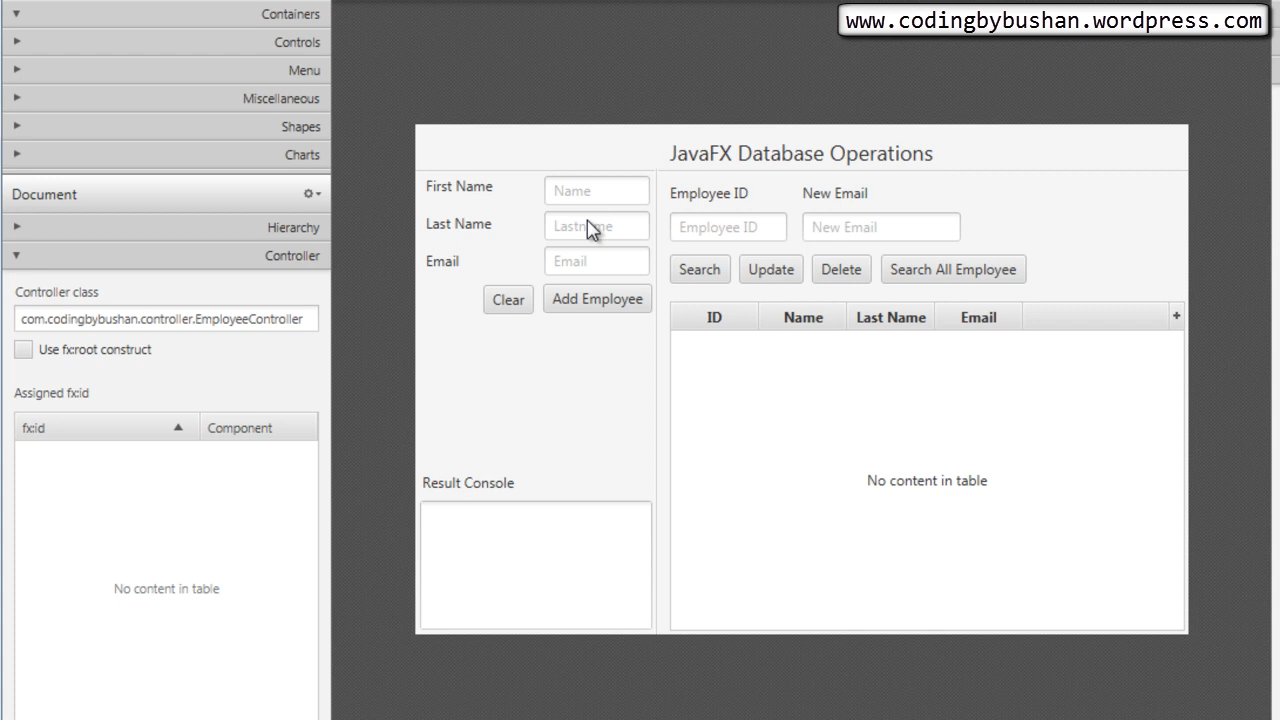 www.codingbybushan.wordpress.com
Containers
Controls
Menu
Miscellaneous
Shapes
Charts
Document
Hierarchy
Controller
Controller class
com.codingbybushan.controller.EmployeeController
Use fx:root construct
Assigned fx:id
fx:id Component
No content in table
JavaFX Database Operations
First Name Name
Last Name
Email Email
Clear Add Employee
Result Console
Employee ID New Email
Employee ID New Email
Search Update Delete Search All Employee
ID Name Last Name Email +
No content in table